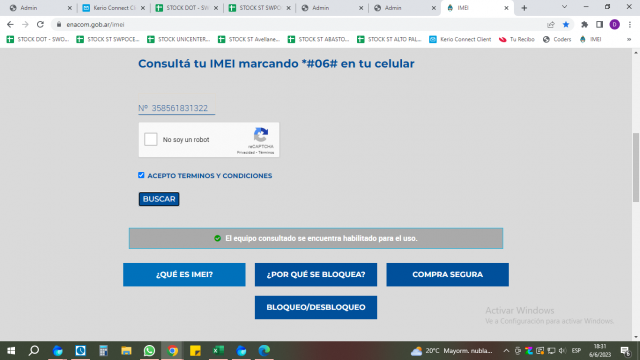 Admin
Kerio Connect Cli
STOCK DOT - SW
STOCK ST SWPO
Admin
Admin
IMEI
enacom.gob.ar/imei
STOCK DOT - SWO...
STOCK ST SWPOCE...
STOCK UNICENTER...
STOCK ST Avellane...
STOCK ST ABASTO...
STOCK ST ALTO PAL...
Kerio Connect Client
Tu Recibo
Coders
IMEI
Consultá tu IMEI marcando *#06# en tu celular
Nº 358561831322
No soy un robot
reCAPTCHA
Privacidad - Términos
ACEPTO TERMINOS Y CONDICIONES
BUSCAR
El equipo consultado se encuentra habilitado para el uso.
¿QUÉ ES IMEI?
¿POR QUÉ SE BLOQUEA?
COMPRA SEGURA
BLOQUEO/DESBLOQUEO
Activar Windows
Ve a Configuración para activar Windows.
20°C Mayorm. nubla...
ESP
18:31
6/6/2023